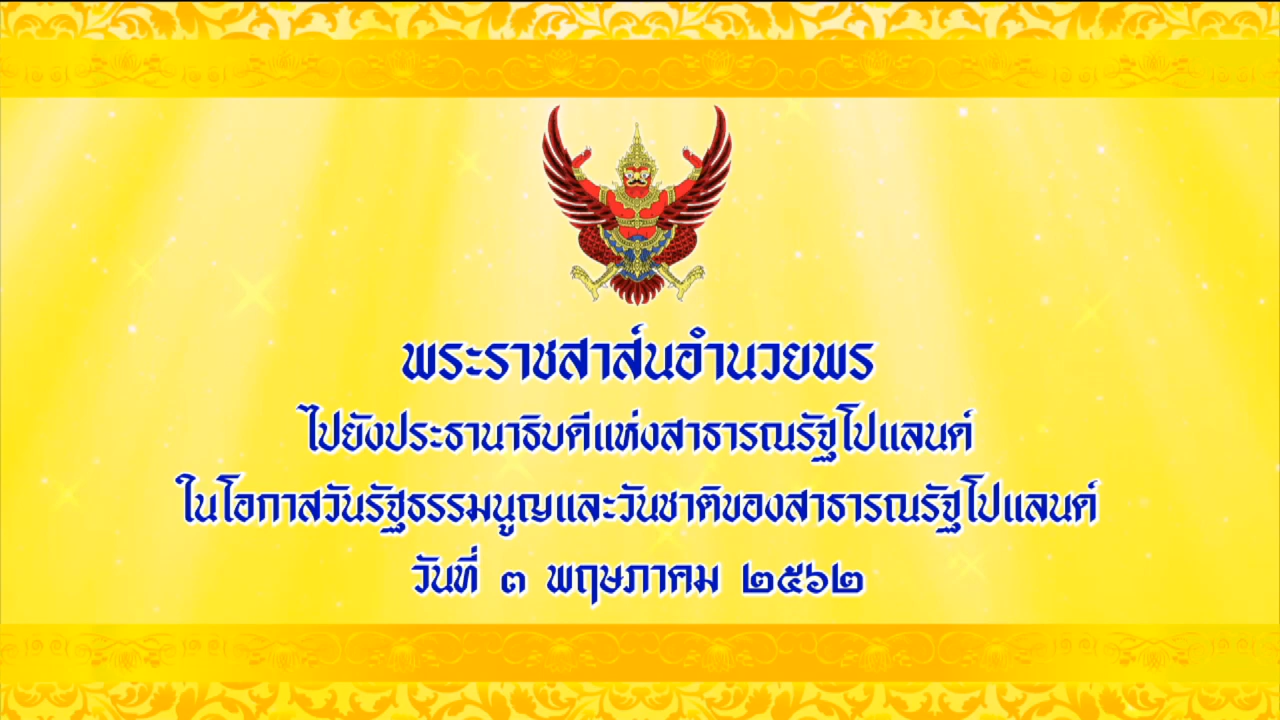 พระราชสาส์นอำนวยพร
ไปยังประธานาธิบดีแห่งสาธารณรัฐโปแลนด์
ในโอกาสวันรัฐธรรมนูญและวันชาติของสาธารณรัฐโปแลนด์
วันที่ ๓ พฤษภาคม ๒๕๖๒